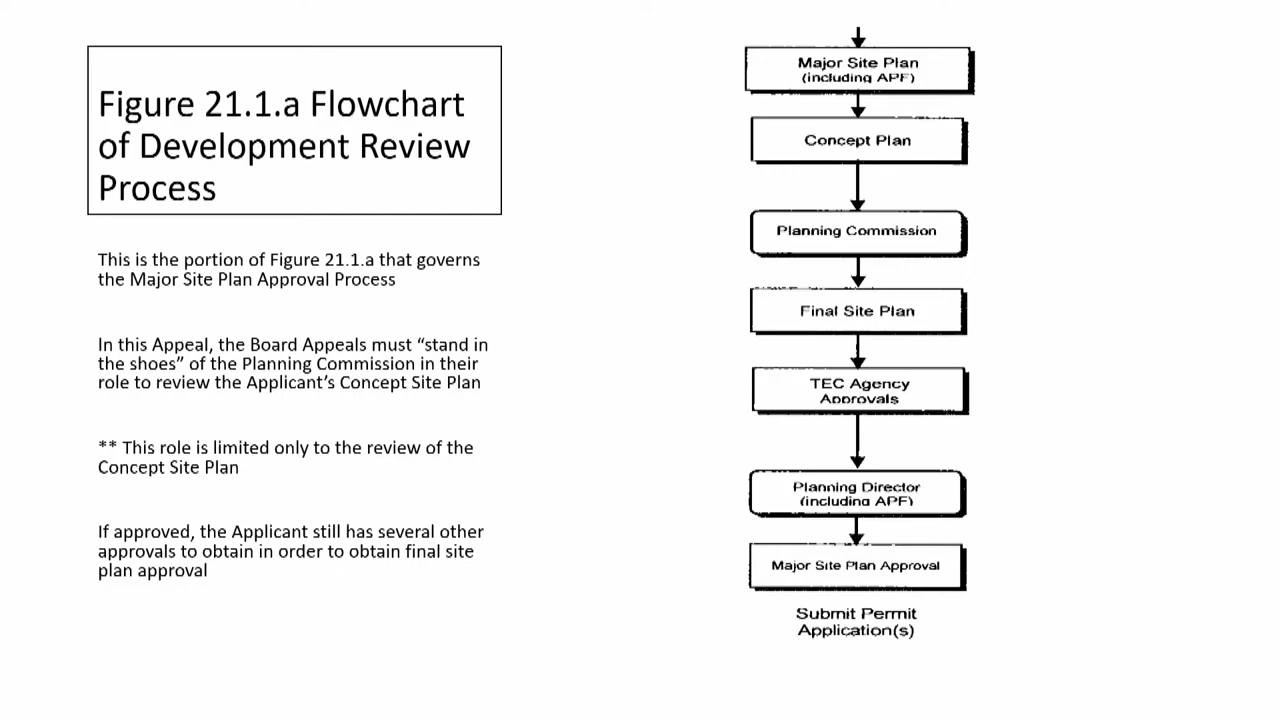 Figure 21.1.a Flowchart
of Development Review
Process
This is the portion of Figure 21.1.a that governs
the Major Site Plan Approval Process
In this Appeal, the Board Appeals must “stand in
the shoes” of the Planning Commission in their
role to review the Applicant’s Concept Site Plan
** This role is limited only to the review of the
Concept Site Plan
If approved, the Applicant still has several other
approvals to obtain in order to obtain final site
plan approval
Major Site Plan
(including APF)
Concept Plan
Planning Commission
Final Site Plan
TEC Agency
Approvals
Planning Director
(including APF)
Major Site Plan Approval
Submit Permit
Application(s)